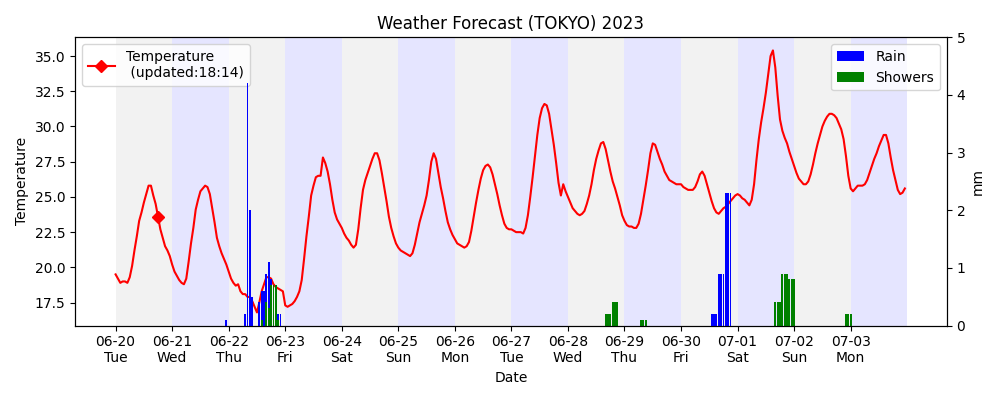 Weather Forecast (TOKYO) 2023
Temperature
(updated:18:14)
Rain
Showers
Temperature
35.0
32.5
30.0
27.5
25.0
22.5
20.0
17.5
5
4
3
2
1
0
mm
06-20 06-21 06-22 06-23 06-24 06-25 06-26 06-27 06-28 06-29 06-30 07-01 07-02 07-03
Tue Wed Thu Fri Sat Sun Mon Tue Wed Thu Fri Sat Sun Mon
Date